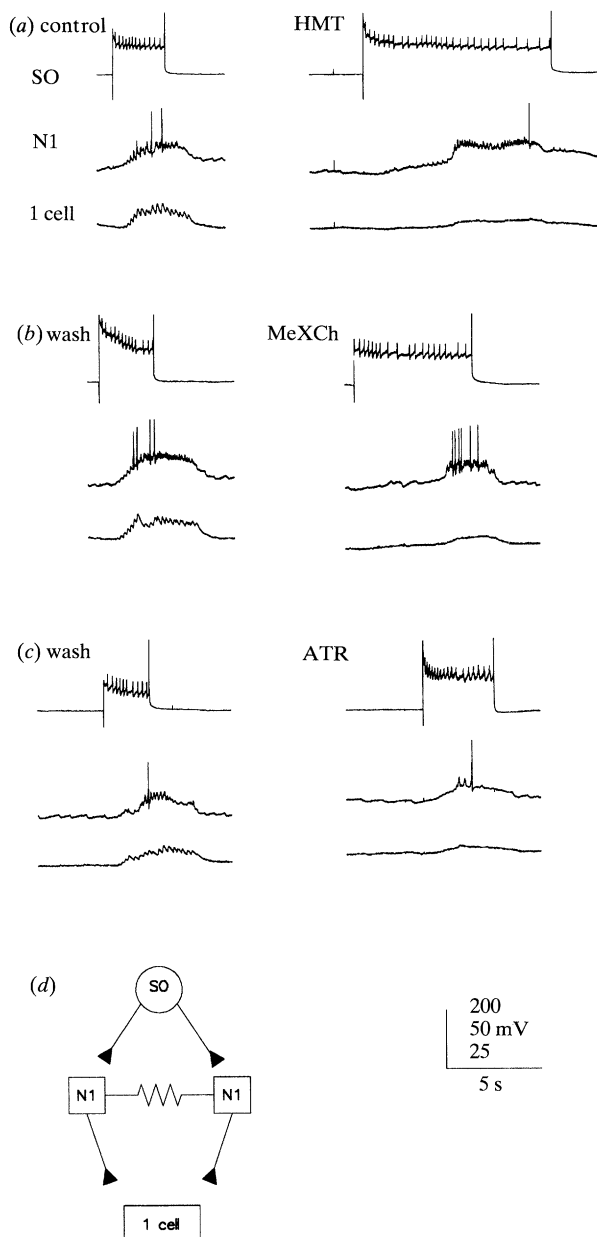 (a) control HMT
SO
N1
1 cell
(b) wash MeXCh
(c) wash ATR
(d)
SO
N1 N1
1 cell
200
50 mV
25
5 s